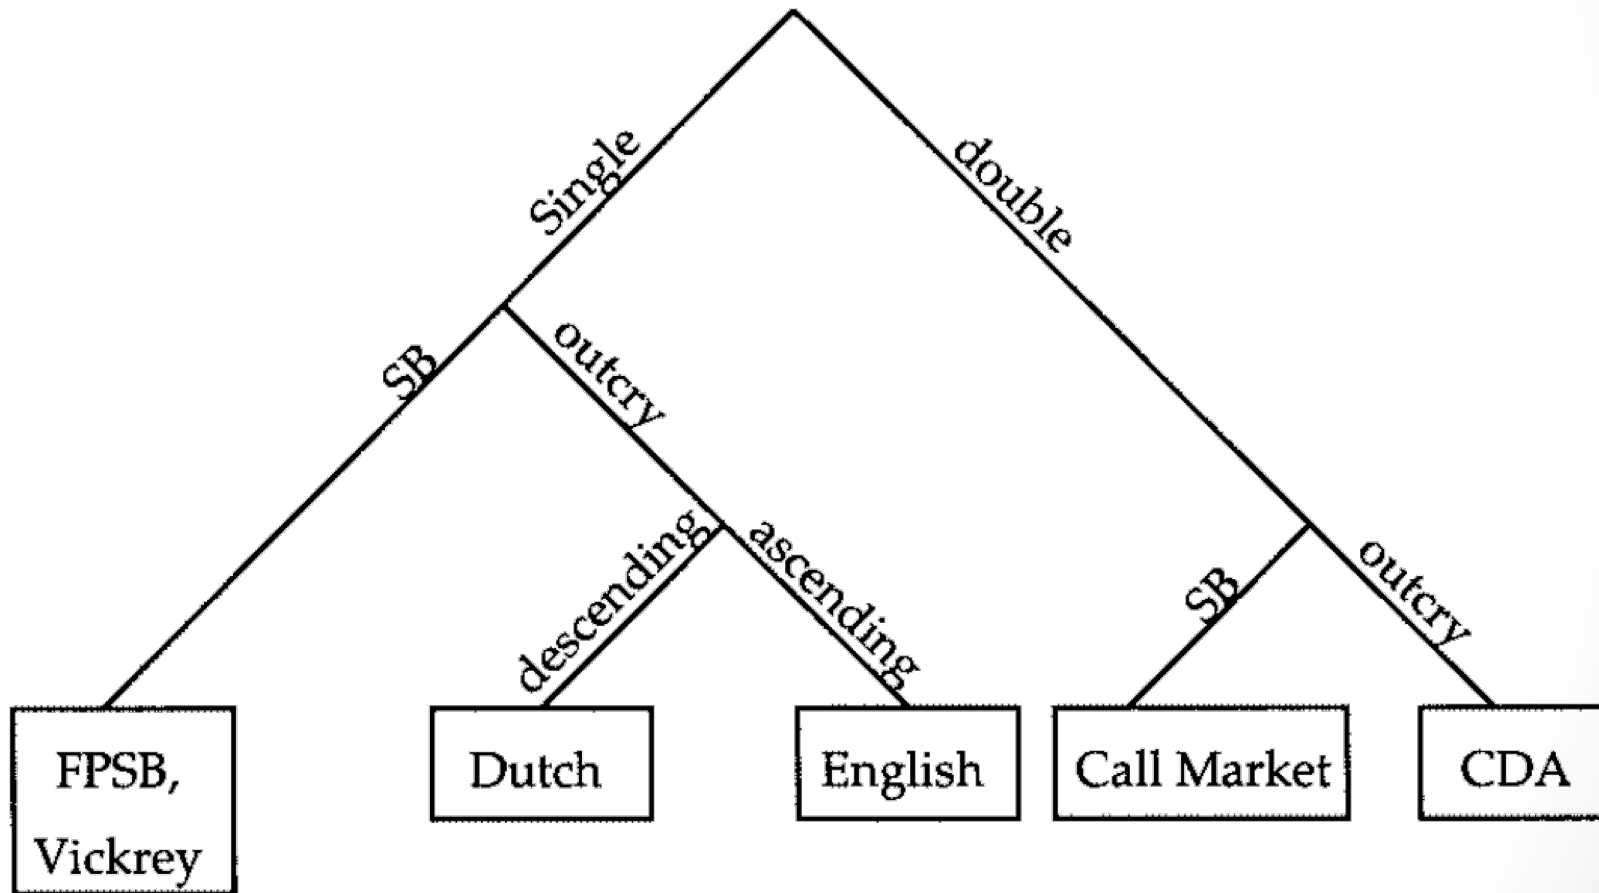 Single
double
SB
outcry
descending
ascending
SB
outcry
FPSB,
Vickrey
Dutch
English
Call Market
CDA